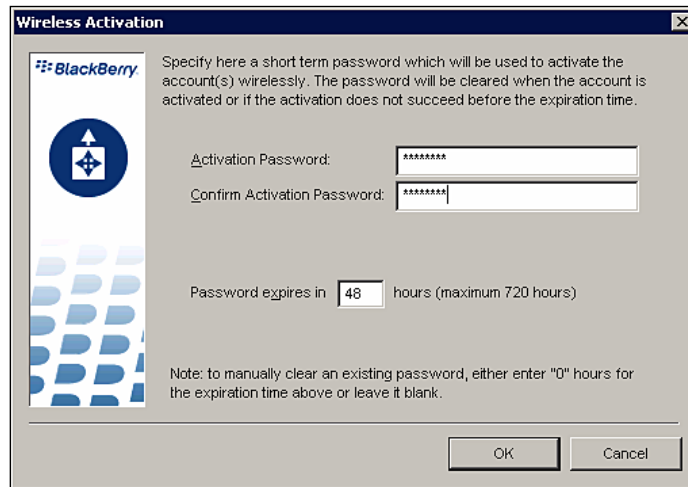 Wireless Activation
BlackBerry.
Specify here a short term password which will be used to activate the
account(s) wirelessly. The password will be cleared when the account is
activated or if the activation does not succeed before the expiration time.
Activation Password: ********
Confirm Activation Password: ********
Password expires in 48 hours (maximum 720 hours)
Note: to manually clear an existing password, either enter "0" hours for
the expiration time above or leave it blank.
OK Cancel